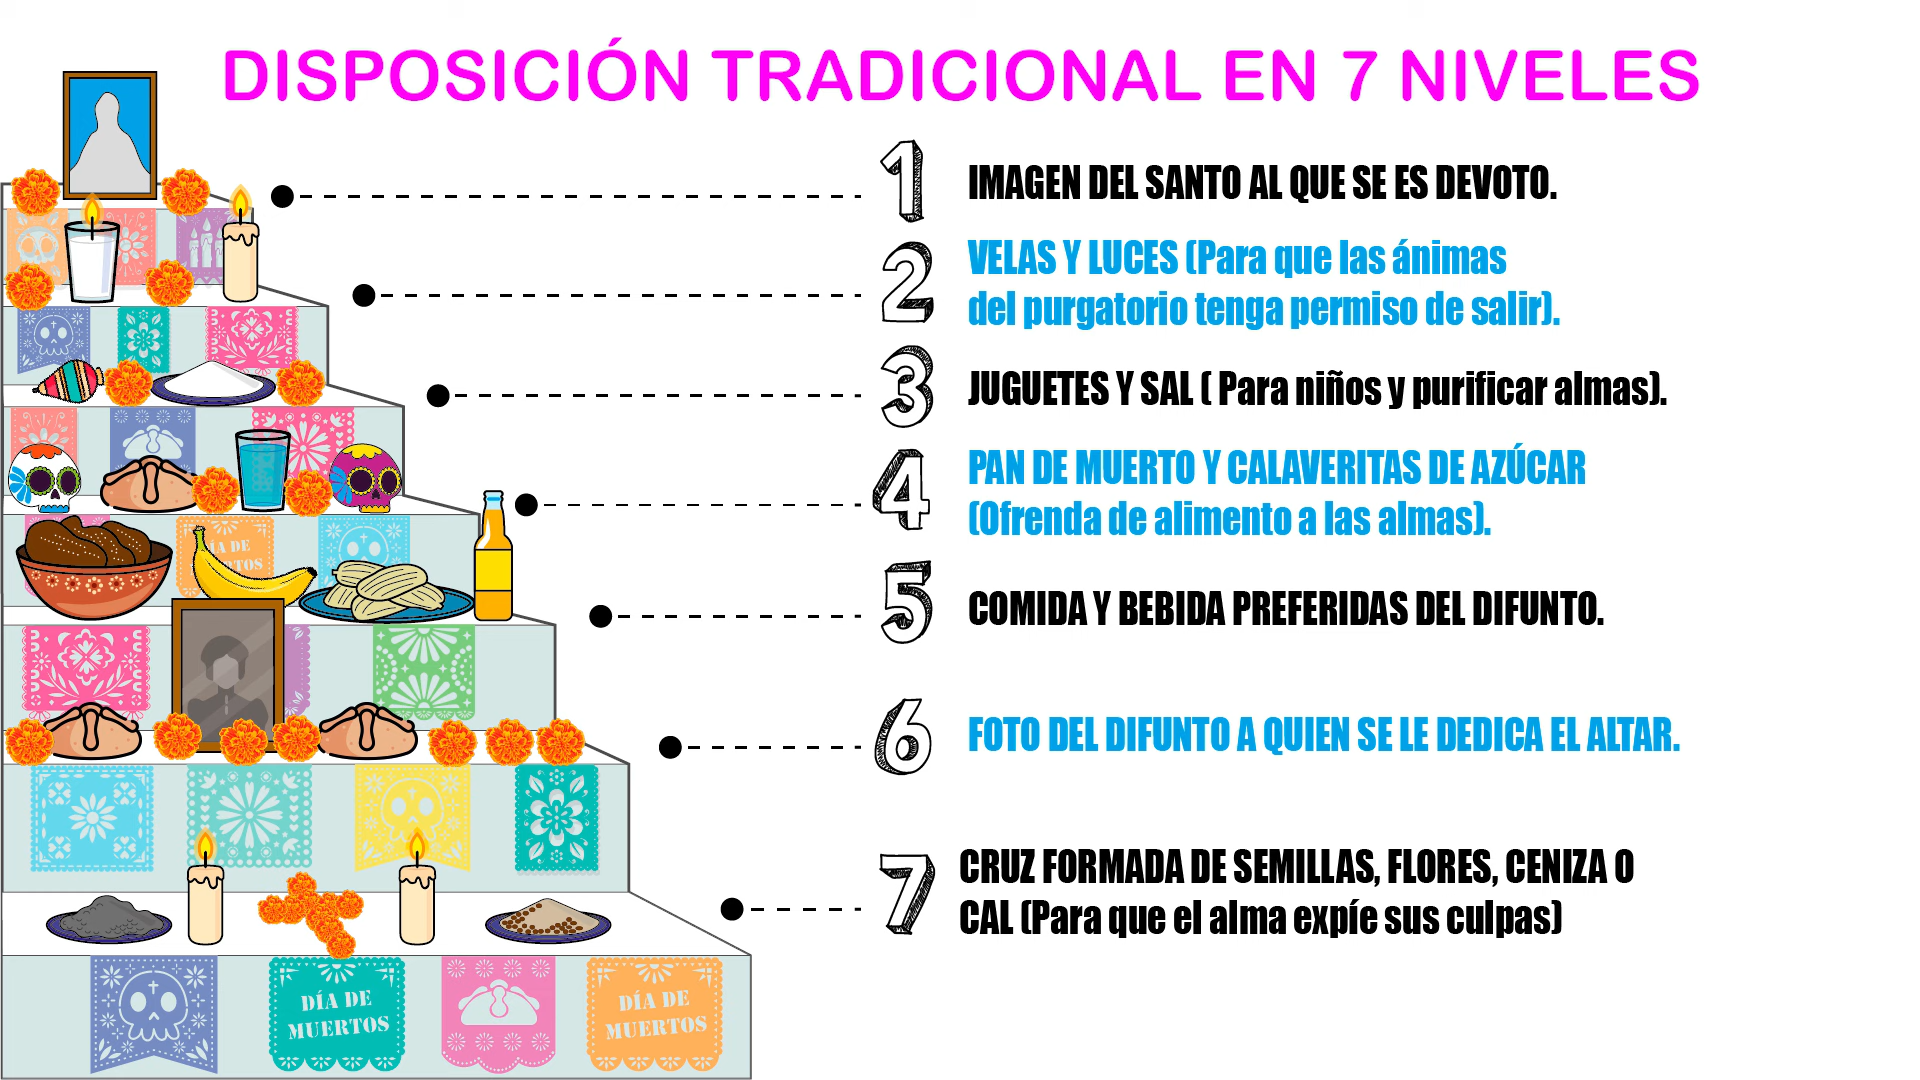 DISPOSICIÓN TRADICIONAL EN 7 NIVELES
1
IMAGEN DEL SANTO AL QUE SE ES DEVOTO.
2
VELAS Y LUCES (Para que las ánimas
del purgatorio tenga permiso de salir).
3
JUGUETES Y SAL ( Para niños y purificar almas).
4
PAN DE MUERTO Y CALAVERITAS DE AZÚCAR
(Ofrenda de alimento a las almas).
5
COMIDA Y BEBIDA PREFERIDAS DEL DIFUNTO.
6
FOTO DEL DIFUNTO A QUIEN SE LE DEDICA EL ALTAR.
7
CRUZ FORMADA DE SEMILLAS, FLORES, CENIZA O
CAL (Para que el alma expíe sus culpas)
DÍA DE
MUERTOS
DÍA DE
MUERTOS